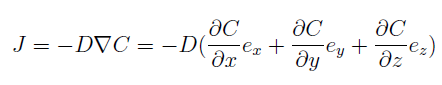 J = −D∇C = −D(∂C/∂x e_x + ∂C/∂y e_y + ∂C/∂z e_z)